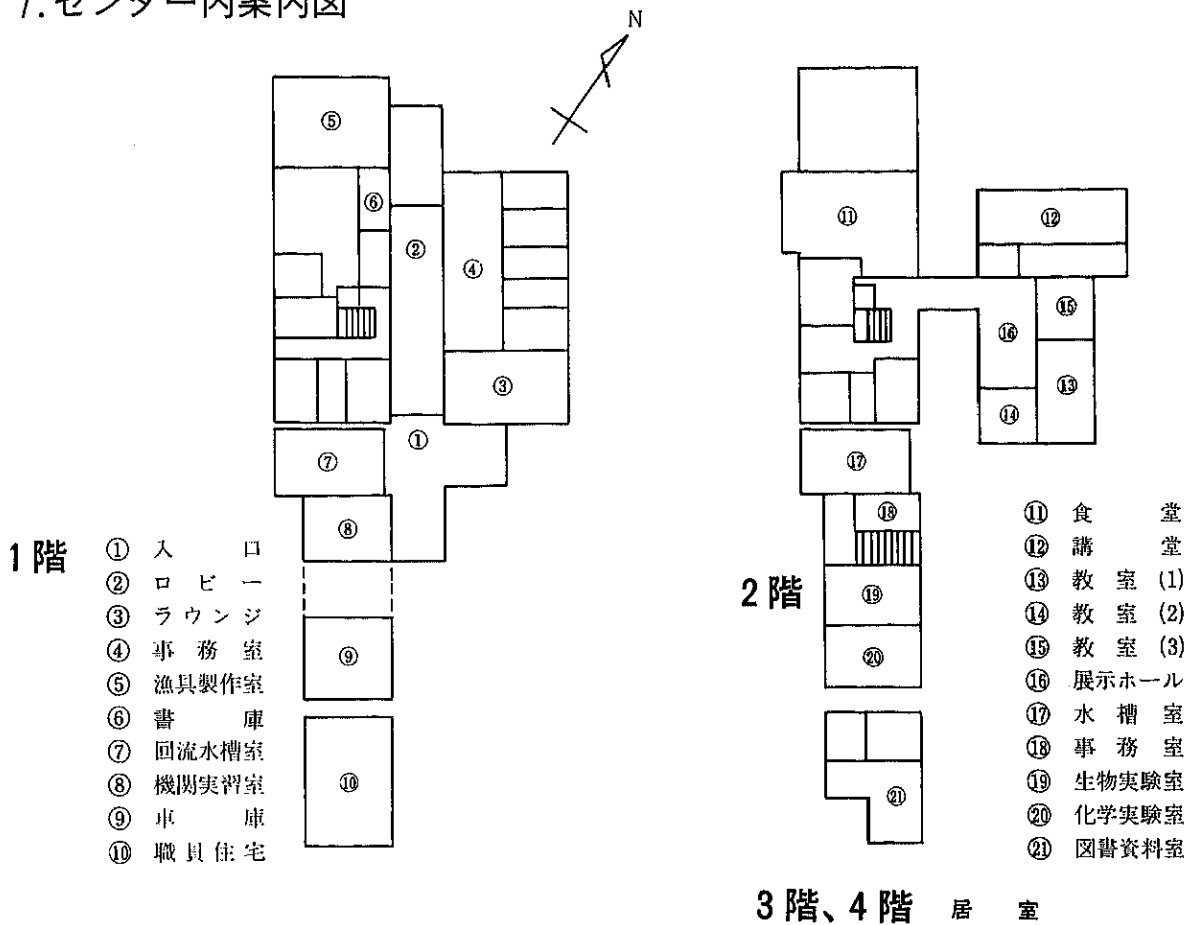 7.センター内案内図
N
⑤
⑥
②
④
③
①
⑦
⑧
⑨
⑩
1階
① 入口
② ロビー
③ ラウンジ
④ 事務室
⑤ 漁具製作室
⑥ 書庫
⑦ 回流水槽室
⑧ 機関実習室
⑨ 車庫
⑩ 職員住宅
⑪
⑫
⑮
⑯
⑬
⑭
⑰
⑱
⑲
⑳
㉑
2階
⑪ 食堂
⑫ 講堂
⑬ 教室 (1)
⑭ 教室 (2)
⑮ 教室 (3)
⑯ 展示ホール
⑰ 水槽室
⑱ 事務室
⑲ 生物実験室
⑳ 化学実験室
㉑ 図書資料室
3階、4階 居室